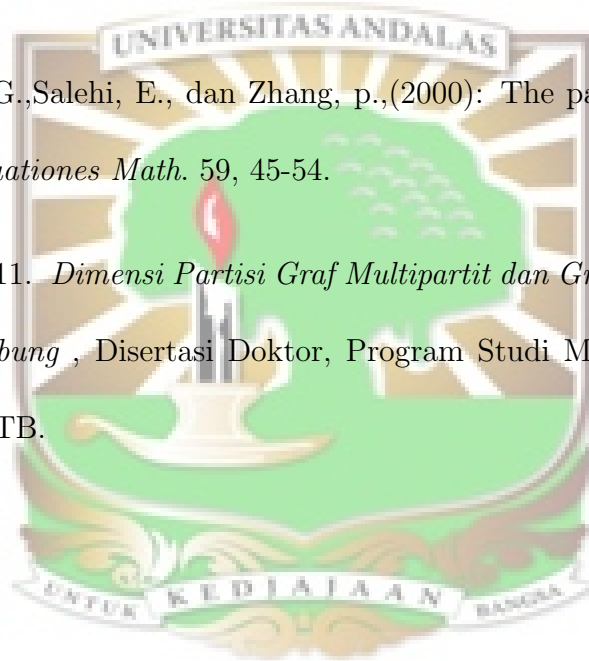 UNIVERSITAS ANDALAS
G.,Salehi, E., dan Zhang, p.,(2000): The pa
uationes Math. 59, 45-54.
11. Dimensi Partisi Graf Multipartit dan Gr
bung , Disertasi Doktor, Program Studi M
TB.
UNTUK KEDJAJAAN BANGSA